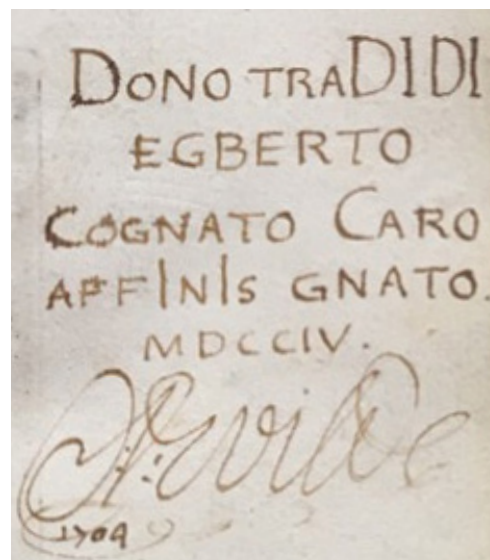 DONO TRADIDI
EGBERTO
COGNATO CARO
AFFINIS GNATO.
MDCCIV.
1704